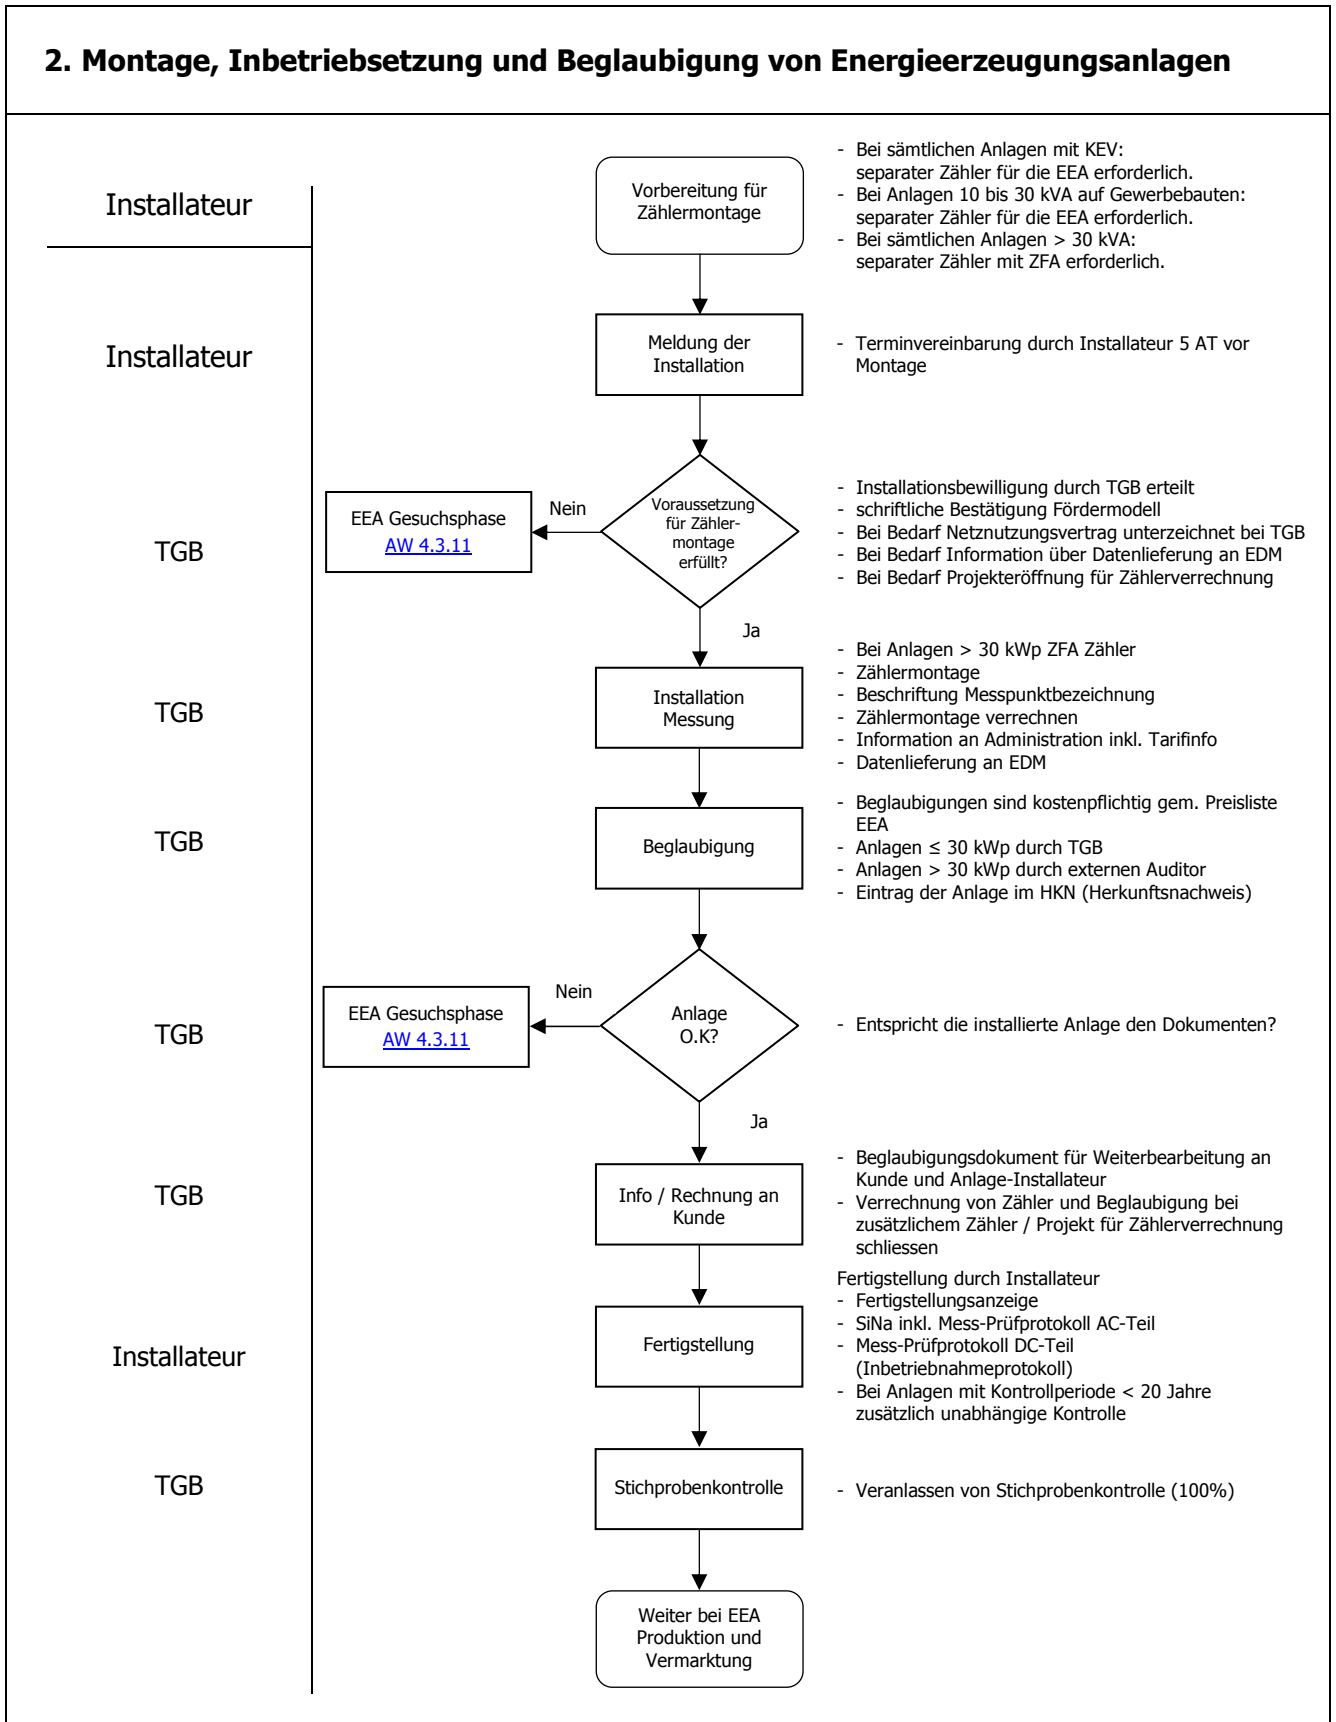 2. Montage, Inbetriebsetzung und Beglaubigung von Energieerzeugungsanlagen
Installateur
Vorbereitung für
Zählermontage
- Bei sämtlichen Anlagen mit KEV:
separater Zähler für die EEA erforderlich.
- Bei Anlagen 10 bis 30 kVA auf Gewerbebauten:
separater Zähler für die EEA erforderlich.
- Bei sämtlichen Anlagen > 30 kVA:
separater Zähler mit ZFA erforderlich.
Installateur
Meldung der
Installation
- Terminvereinbarung durch Installateur 5 AT vor
Montage
TGB
EEA Gesuchsphase
AW 4.3.11
Nein
Voraussetzung
für Zähler-
montage
erfüllt?
- Installationsbewilligung durch TGB erteilt
- schriftliche Bestätigung Fördermodell
- Bei Bedarf Netznutzungsvertrag unterzeichnet bei TGB
- Bei Bedarf Information über Datenlieferung an EDM
- Bei Bedarf Projekteröffnung für Zählerverrechnung
Ja
TGB
Installation
Messung
- Bei Anlagen > 30 kWp ZFA Zähler
- Zählermontage
- Beschriftung Messpunktbezeichnung
- Zählermontage verrechnen
- Information an Administration inkl. Tarifinfo
- Datenlieferung an EDM
TGB
Beglaubigung
- Beglaubigungen sind kostenpflichtig gem. Preisliste
EEA
- Anlagen ≤ 30 kWp durch TGB
- Anlagen > 30 kWp durch externen Auditor
- Eintrag der Anlage im HKN (Herkunftsnachweis)
TGB
EEA Gesuchsphase
AW 4.3.11
Nein
Anlage
O.K?
- Entspricht die installierte Anlage den Dokumenten?
Ja
TGB
Info / Rechnung an
Kunde
- Beglaubigungsdokument für Weiterbearbeitung an
Kunde und Anlage-Installateur
- Verrechnung von Zähler und Beglaubigung bei
zusätzlichem Zähler / Projekt für Zählerverrechnung
schliessen
Installateur
Fertigstellung
Fertigstellung durch Installateur
- Fertigstellungsanzeige
- SiNa inkl. Mess-Prüfprotokoll AC-Teil
- Mess-Prüfprotokoll DC-Teil
(Inbetriebnahmeprotokoll)
- Bei Anlagen mit Kontrollperiode < 20 Jahre
zusätzlich unabhängige Kontrolle
TGB
Stichprobenkontrolle
- Veranlassen von Stichprobenkontrolle (100%)
Weiter bei EEA
Produktion und
Vermarktung